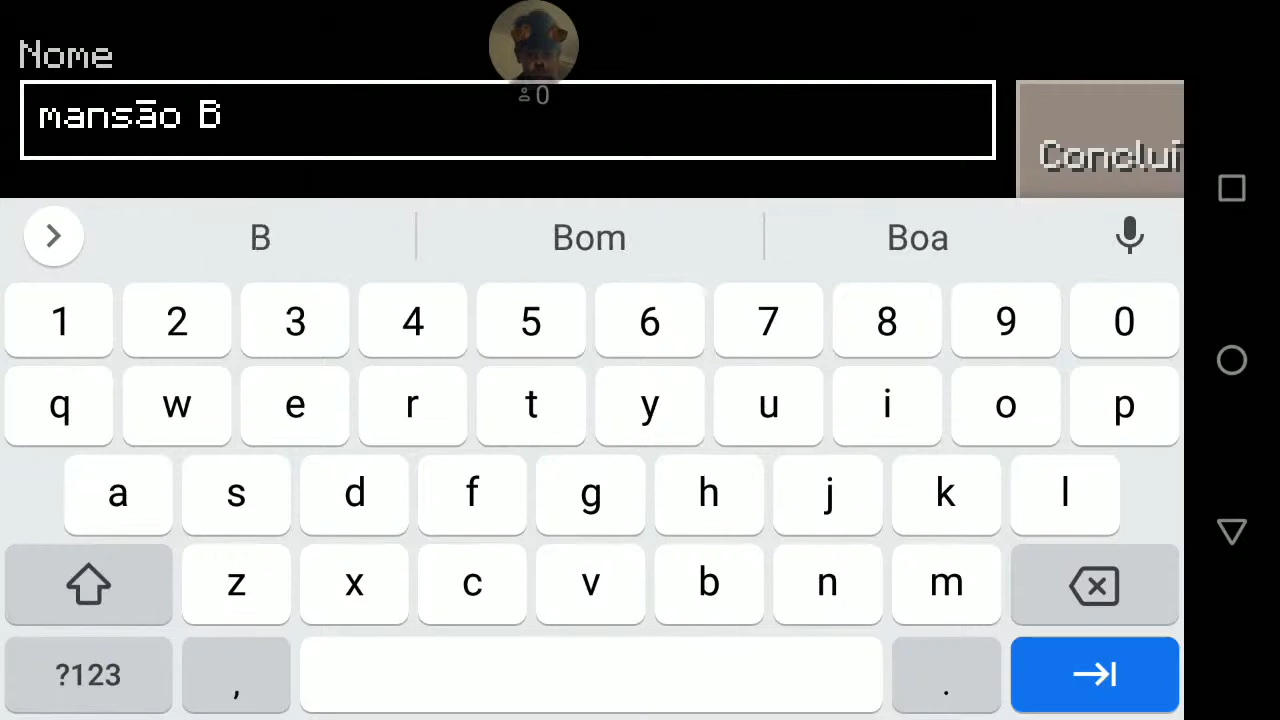 Nome
mansão B
0
Conclui
B Bom Boa
1 2 3 4 5 6 7 8 9 0
q w e r t y u i o p
a s d f g h j k l
z x c v b n m
?123 , .